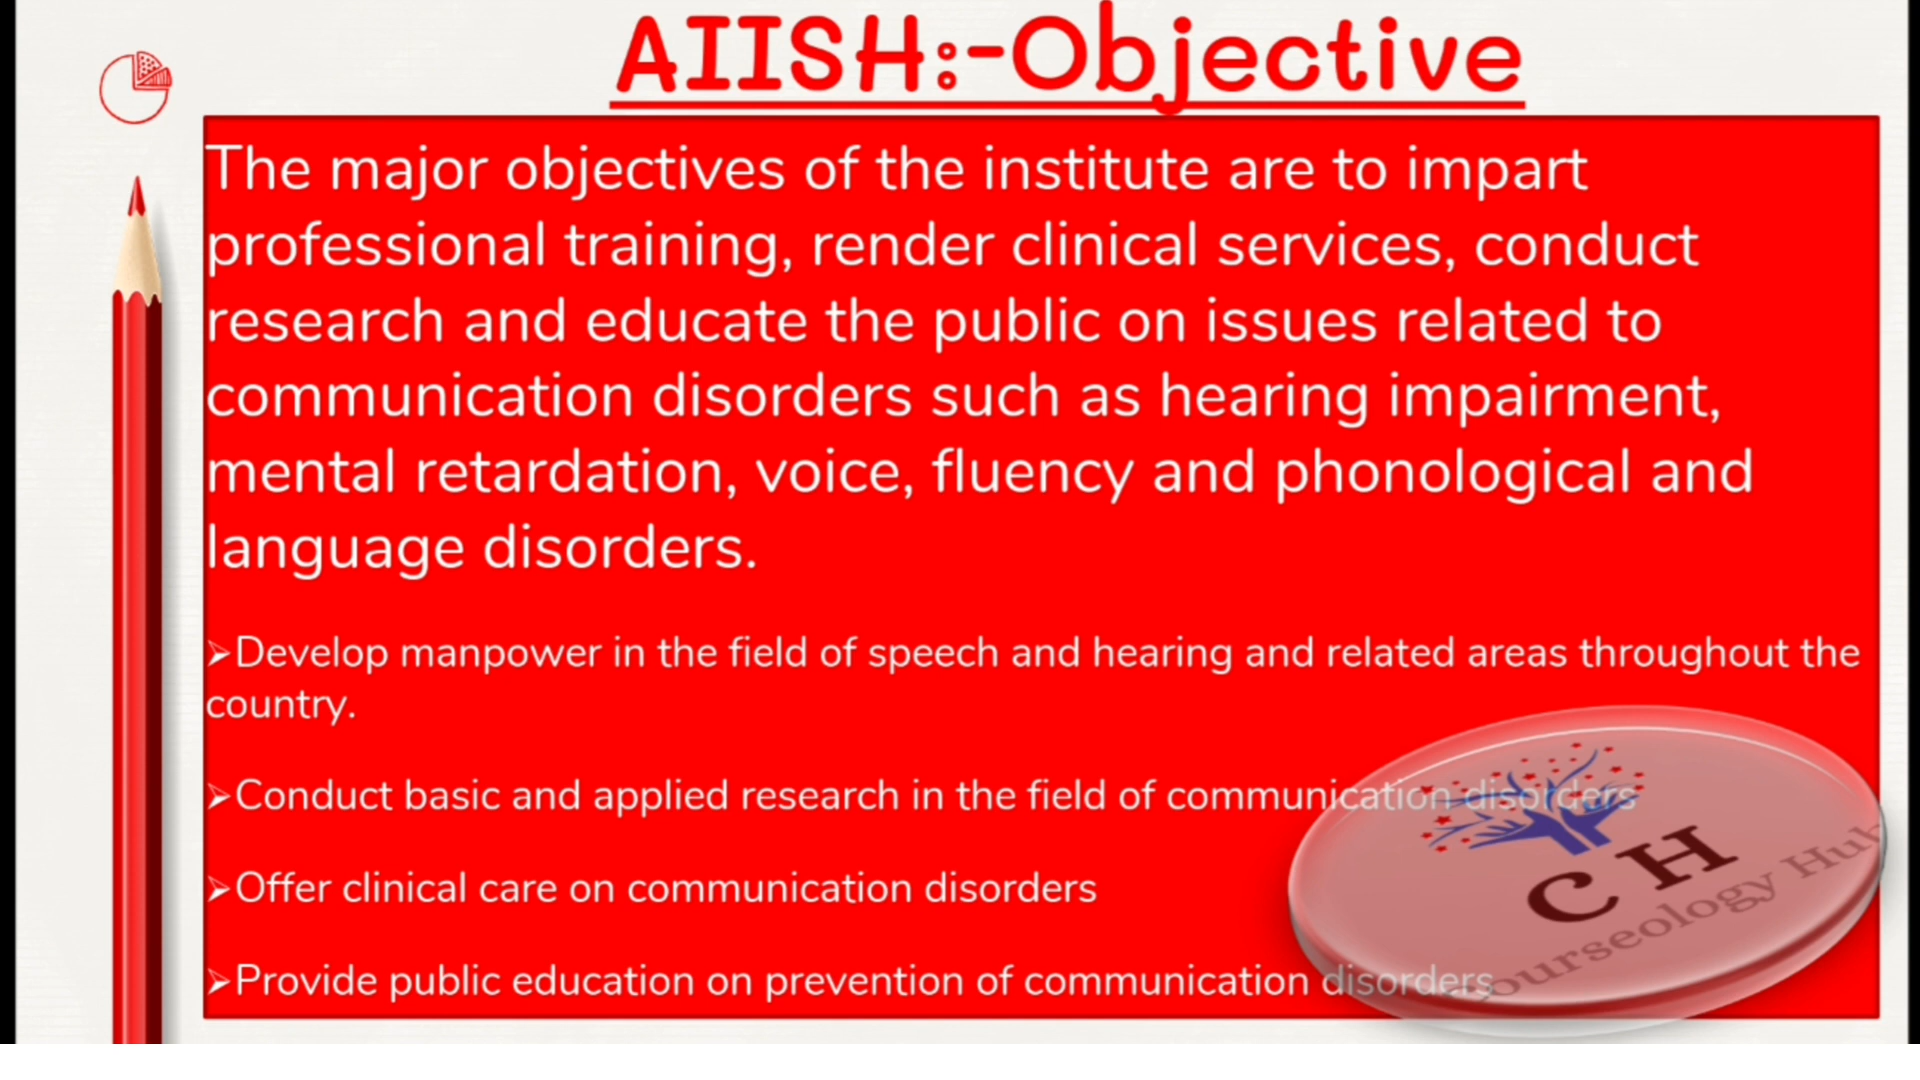 AIISH:-Objective
The major objectives of the institute are to impart
professional training, render clinical services, conduct
research and educate the public on issues related to
communication disorders such as hearing impairment,
mental retardation, voice, fluency and phonological and
language disorders.
➢Develop manpower in the field of speech and hearing and related areas throughout the
country.
➢Conduct basic and applied research in the field of communication disorders
➢Offer clinical care on communication disorders
➢Provide public education on prevention of communication disorders
C H
Courseology Hub